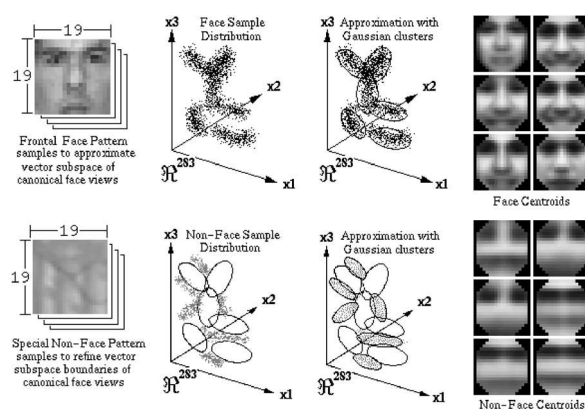 19
19
Frontal Face Pattern
samples to approximate
vector subspace of
canonical face views
x3
Face Sample
Distribution
x2
x1
ℜ²⁸³
x3
Approximation with
Gaussian clusters
x2
x1
ℜ²⁸³
Face Centroids
19
19
Special Non-Face Pattern
samples to refine vector
subspace boundaries of
canonical face views
x3
Non-Face Sample
Distribution
x2
x1
ℜ²⁸³
x3
Approximation with
Gaussian clusters
x2
x1
ℜ²⁸³
Non-Face Centroids